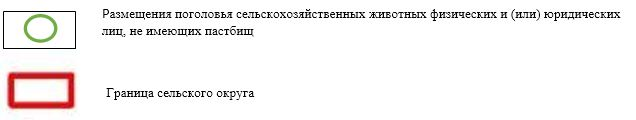 Размещения поголовья сельскохозяйственных животных физических и (или) юридических
лиц, не имеющих пастбищ
Граница сельского округа